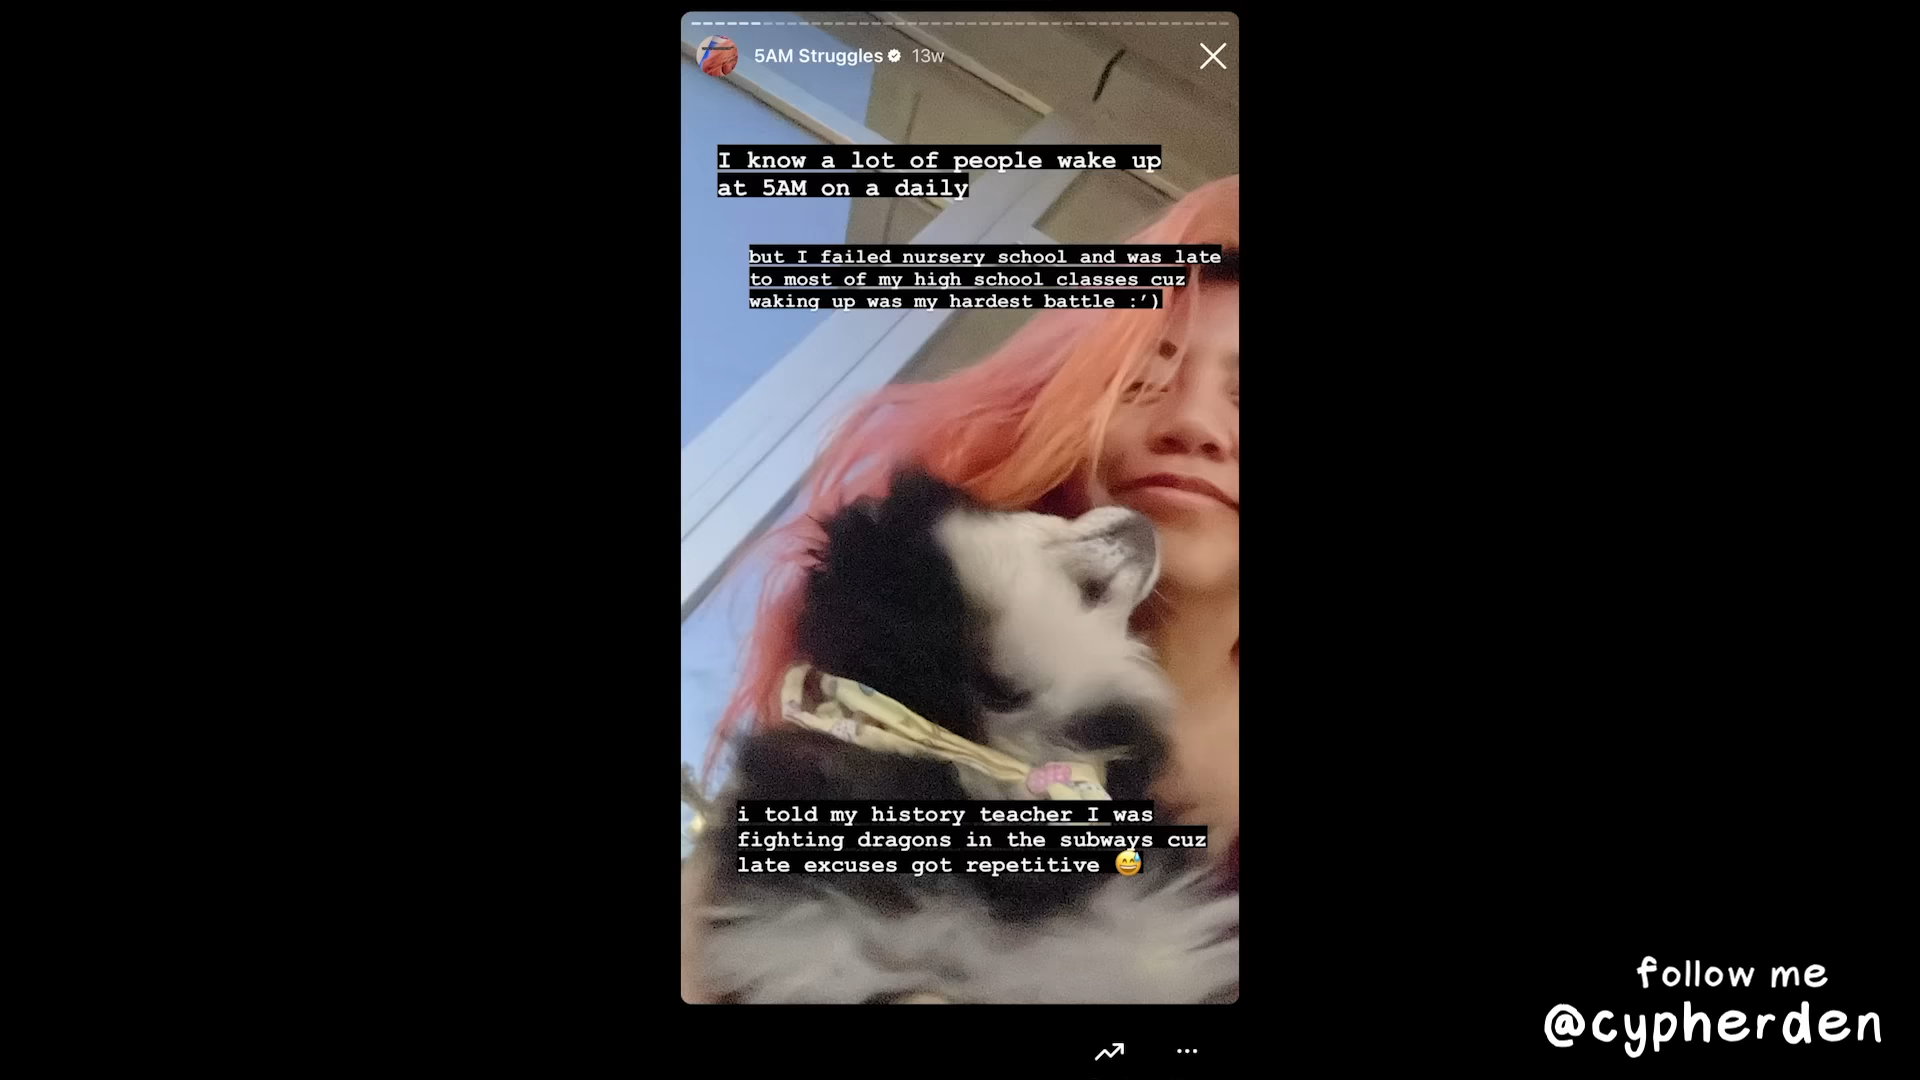 5AM Struggles 13w
I know a lot of people wake up
at 5AM on a daily
but I failed nursery school and was late
to most of my high school classes cuz
waking up was my hardest battle :’)
i told my history teacher I was
fighting dragons in the subways cuz
late excuses got repetitive 😅
follow me
@cypherden